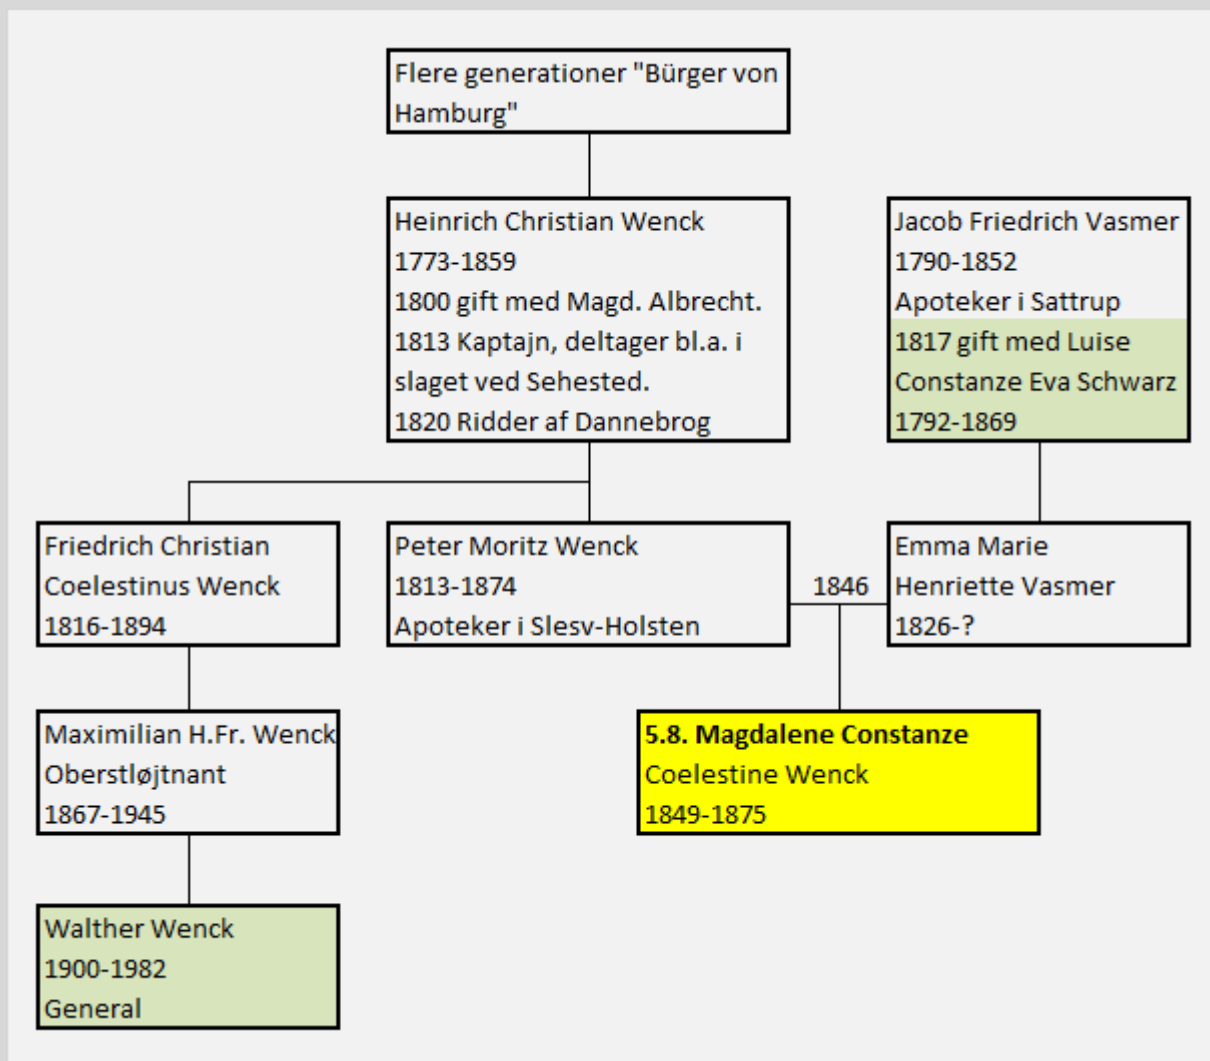 Flere generationer "Bürger von
Hamburg"
Heinrich Christian Wenck
1773-1859
1800 gift med Magd. Albrecht.
1813 Kaptajn, deltager bl.a. i
slaget ved Sehested.
1820 Ridder af Dannebrog
Jacob Friedrich Vasmer
1790-1852
Apoteker i Sattrup
1817 gift med Luise
Constanze Eva Schwarz
1792-1869
Friedrich Christian
Coelestinus Wenck
1816-1894
Peter Moritz Wenck
1813-1874
Apoteker i Slesv-Holsten
1846
Emma Marie
Henriette Vasmer
1826-?
Maximilian H.Fr. Wenck
Oberstløjtnant
1867-1945
5.8. Magdalene Constanze
Coelestine Wenck
1849-1875
Walther Wenck
1900-1982
General